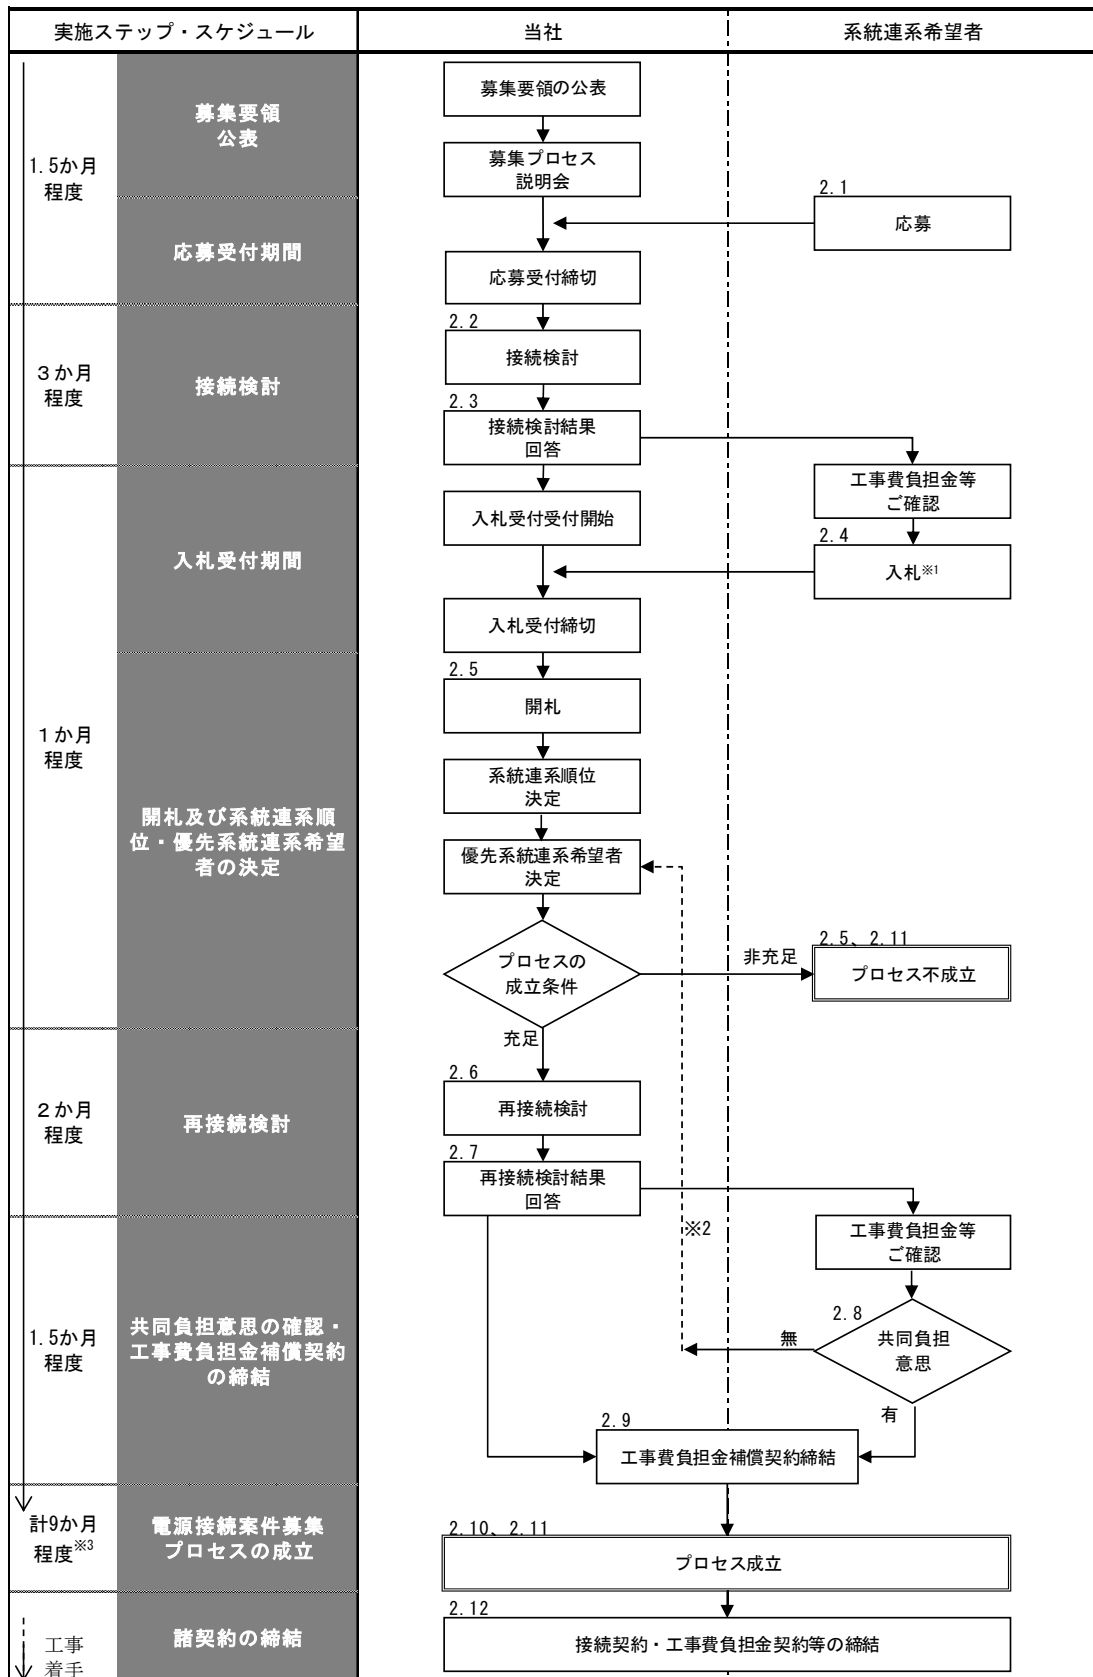 実施ステップ・スケジュール
当社
系統連系希望者
1.5か月
程度
募集要領
公表
募集要領の公表
募集プロセス
説明会
2.1
応募
応募受付期間
応募受付締切
3か月
程度
接続検討
2.2
接続検討
2.3
接続検討結果
回答
工事費負担金等
ご確認
入札受付期間
入札受付受付開始
2.4
入札※1
入札受付締切
1か月
程度
開札及び系統連系順
位・優先系統連系希望
者の決定
2.5
開札
系統連系順位
決定
優先系統連系希望者
決定
プロセスの
成立条件
非充足
2.5、2.11
プロセス不成立
充足
2か月
程度
再接続検討
2.6
再接続検討
2.7
再接続検討結果
回答
※2
工事費負担金等
ご確認
1.5か月
程度
共同負担意思の確認・
工事費負担金補償契約
の締結
2.8
共同負担
意思
無
有
2.9
工事費負担金補償契約締結
計9か月
程度※3
電源接続案件募集
プロセスの成立
2.10、2.11
プロセス成立
工事
着手
諸契約の締結
2.12
接続契約・工事費負担金契約等の締結